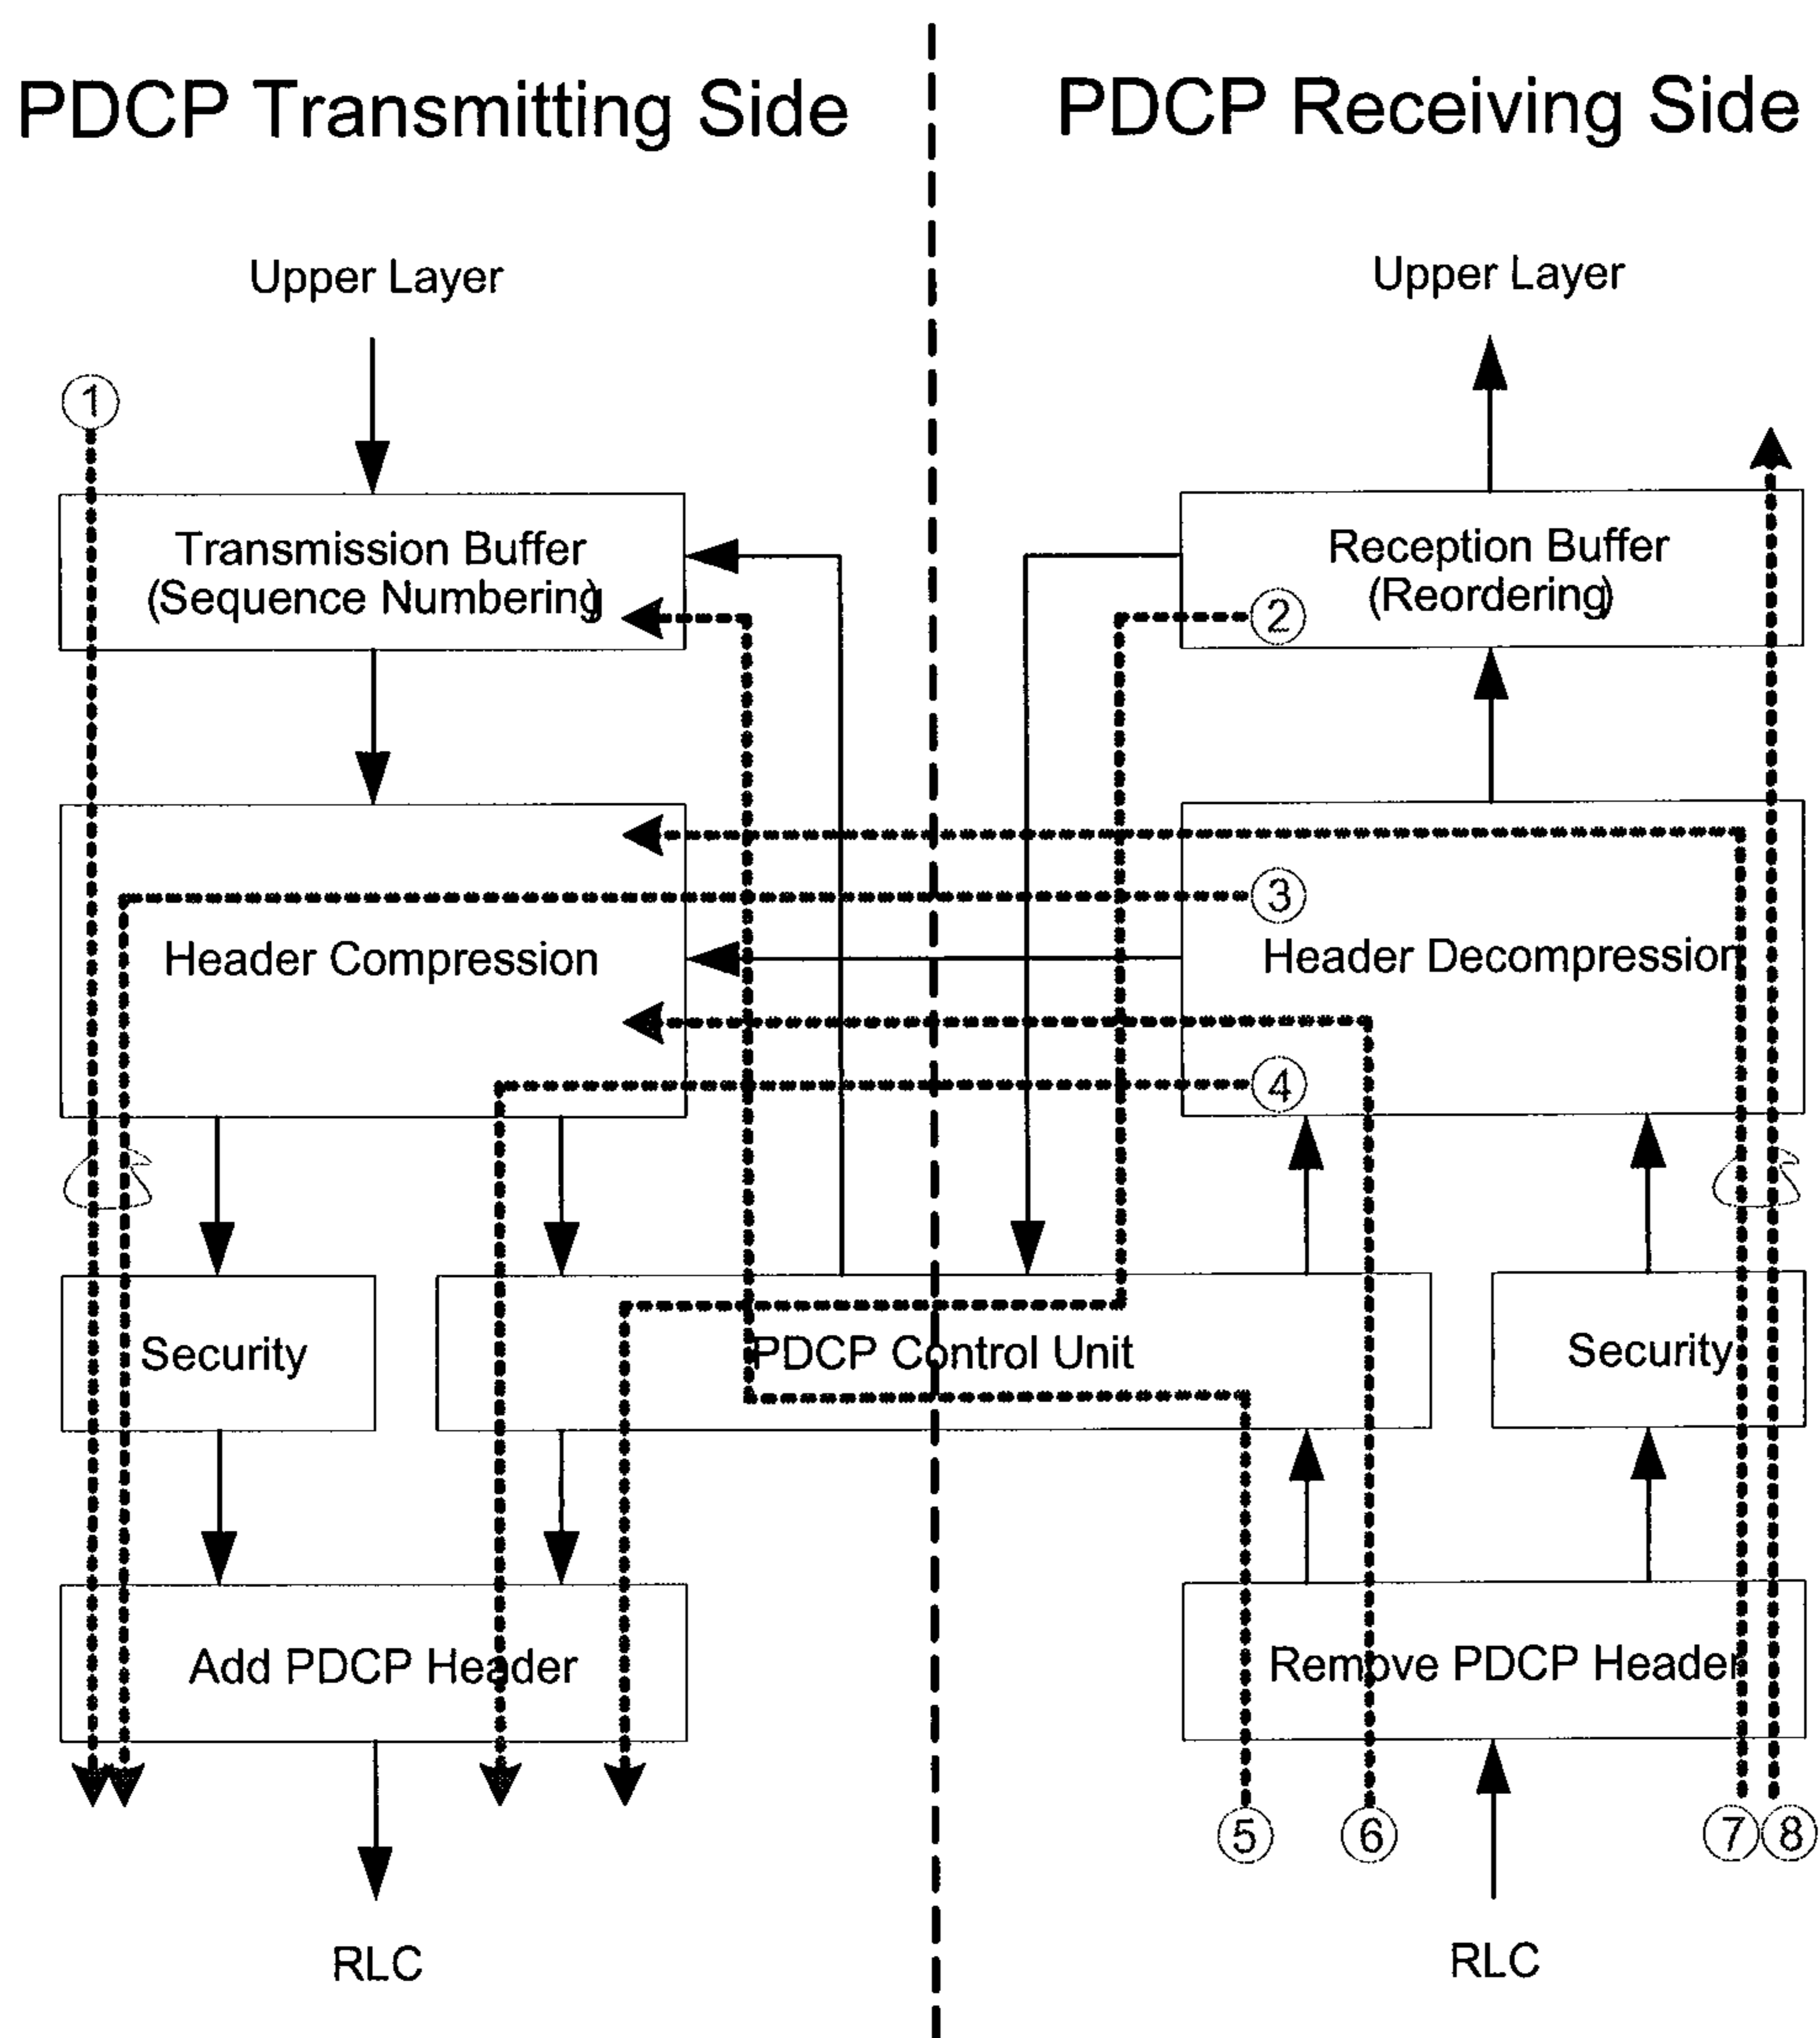 PDCP Transmitting Side
PDCP Receiving Side
Upper Layer
Upper Layer
①
Transmission Buffer
(Sequence Numbering)
Reception Buffer
(Reordering)
②
③
Header Compression
Header Decompression
④
Security
PDCP Control Unit
Security
Add PDCP Header
Remove PDCP Header
⑤
⑥
⑦
⑧
RLC
RLC